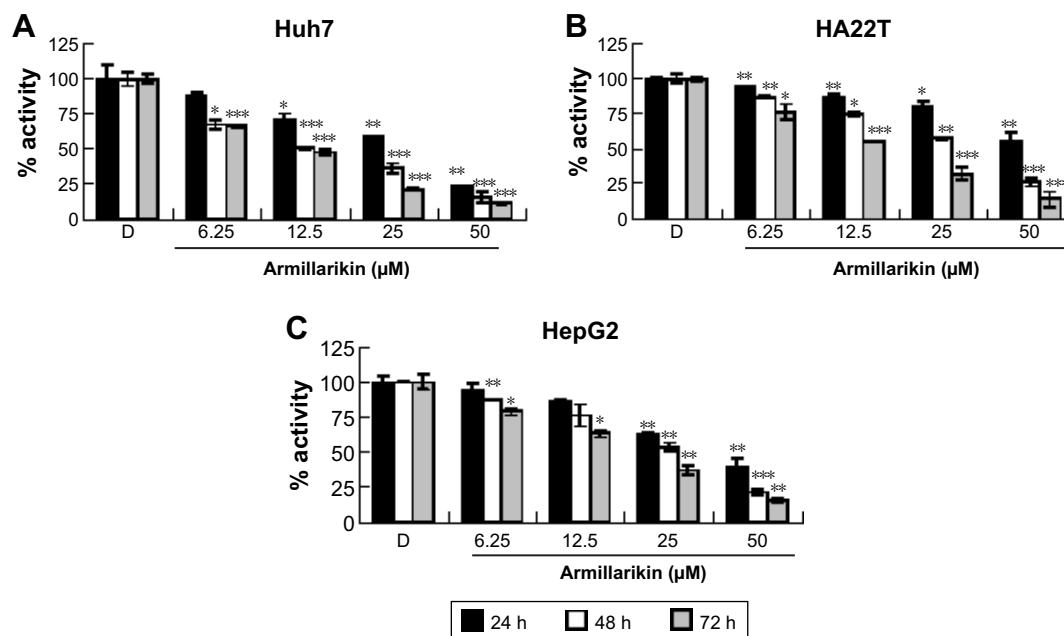 A
Huh7
% activity
125
100
75
50
25
0
* *** * *** *** ** *** *** ** *** ***
D 6.25 12.5 25 50
Armillarikin (µM)
B
HA22T
% activity
125
100
75
50
25
0
** ** * ** * *** * ** *** ** *** ***
D 6.25 12.5 25 50
Armillarikin (µM)
C
HepG2
% activity
125
100
75
50
25
0
** * * ** ** ** ** *** **
D 6.25 12.5 25 50
Armillarikin (µM)
24 h 48 h 72 h